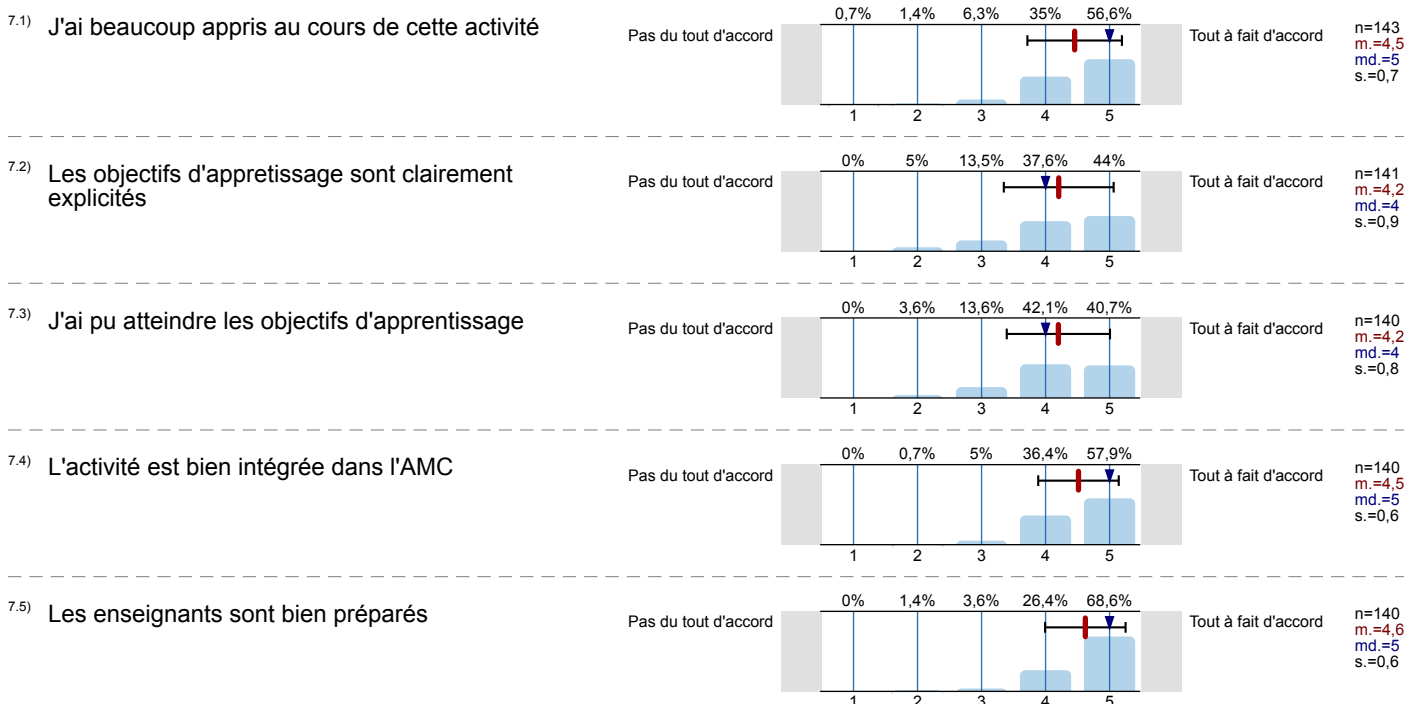 7.1) J'ai beaucoup appris au cours de cette activité
Pas du tout d'accord
0,7% 1,4% 6,3% 35% 56,6%
1 2 3 4 5
Tout à fait d'accord
n=143
m.=4,5
md.=5
s.=0,7
7.2) Les objectifs d'appretissage sont clairement
explicités
Pas du tout d'accord
0% 5% 13,5% 37,6% 44%
1 2 3 4 5
Tout à fait d'accord
n=141
m.=4,2
md.=4
s.=0,9
7.3) J'ai pu atteindre les objectifs d'apprentissage
Pas du tout d'accord
0% 3,6% 13,6% 42,1% 40,7%
1 2 3 4 5
Tout à fait d'accord
n=140
m.=4,2
md.=4
s.=0,8
7.4) L'activité est bien intégrée dans l'AMC
Pas du tout d'accord
0% 0,7% 5% 36,4% 57,9%
1 2 3 4 5
Tout à fait d'accord
n=140
m.=4,5
md.=5
s.=0,6
7.5) Les enseignants sont bien préparés
Pas du tout d'accord
0% 1,4% 3,6% 26,4% 68,6%
1 2 3 4 5
Tout à fait d'accord
n=140
m.=4,6
md.=5
s.=0,6